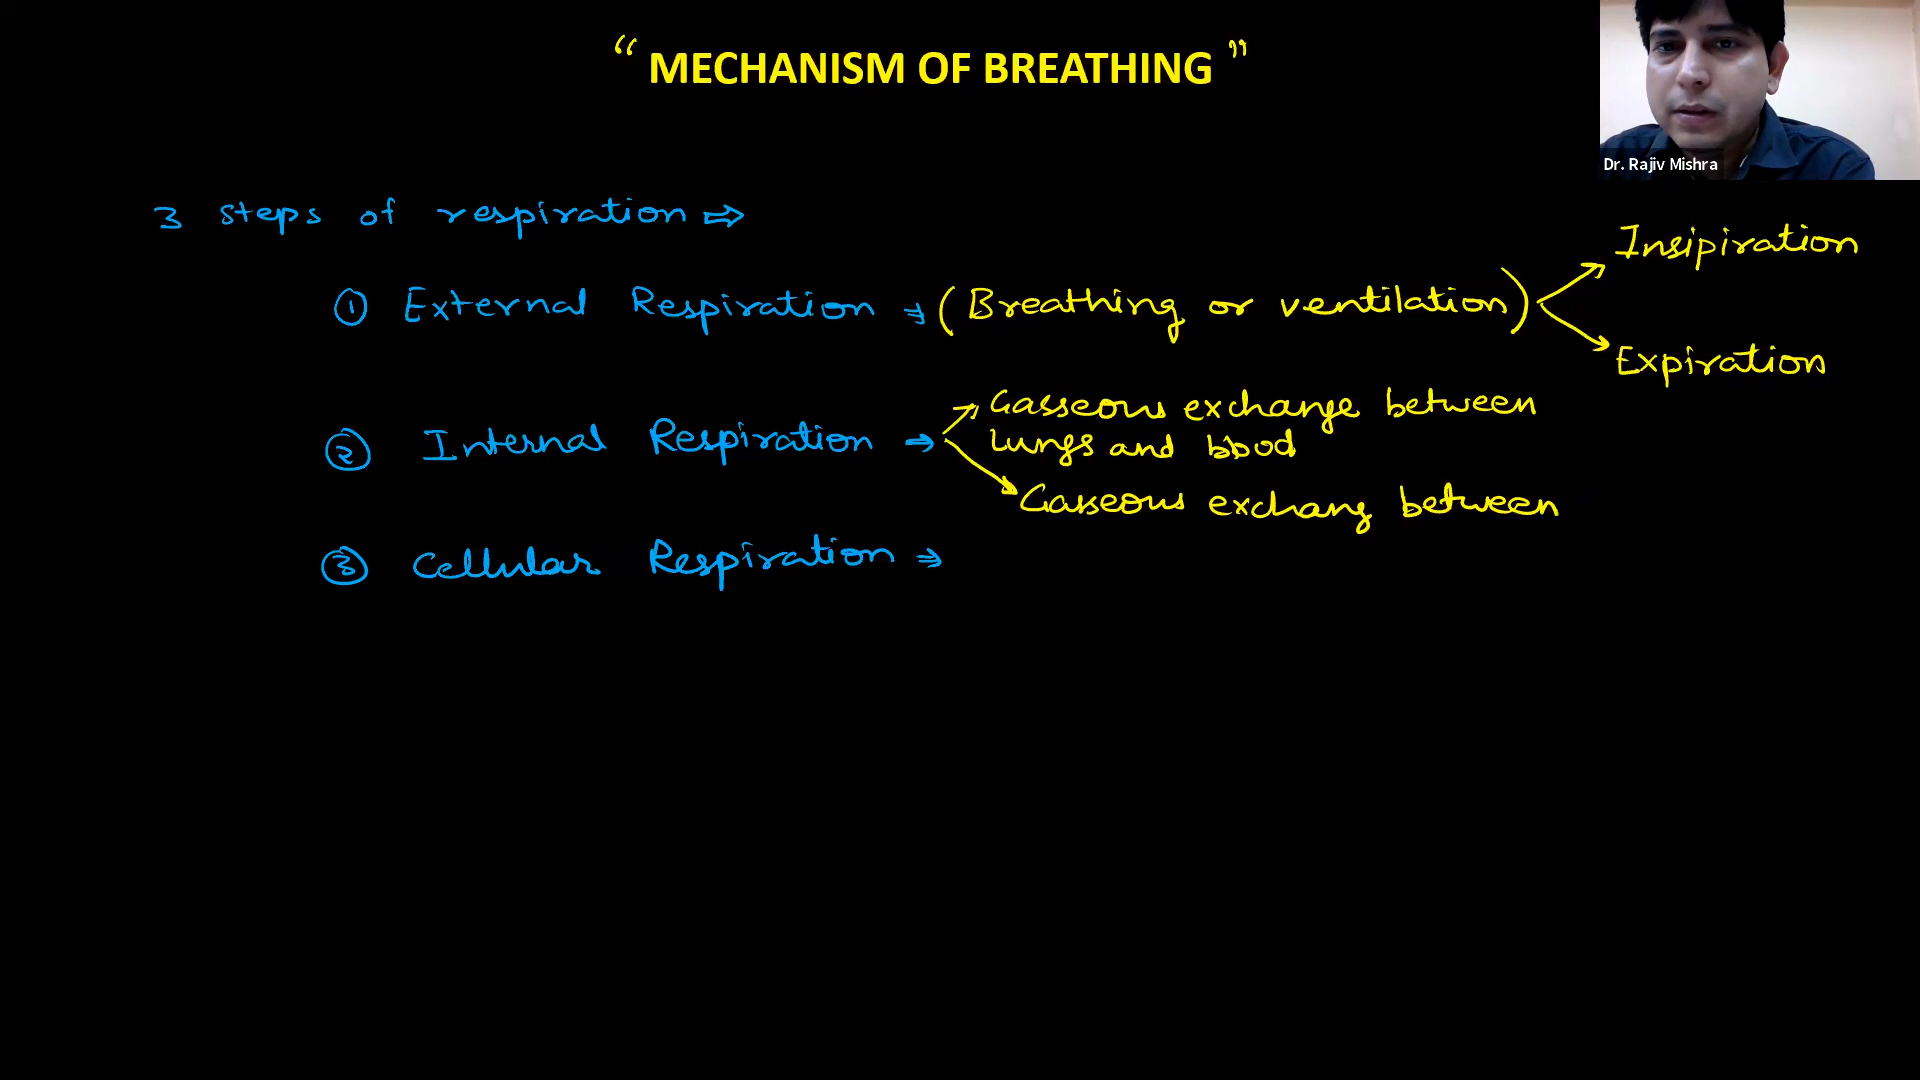 “ MECHANISM OF BREATHING ”
Dr. Rajiv Mishra
3 steps of respiration ⇒
① External Respiration → (Breathing or ventilation)
Insipiration
Expiration
② Internal Respiration →
Gasseous exchange between
lungs and blood
Gasseous exchang between
③ Cellular Respiration →